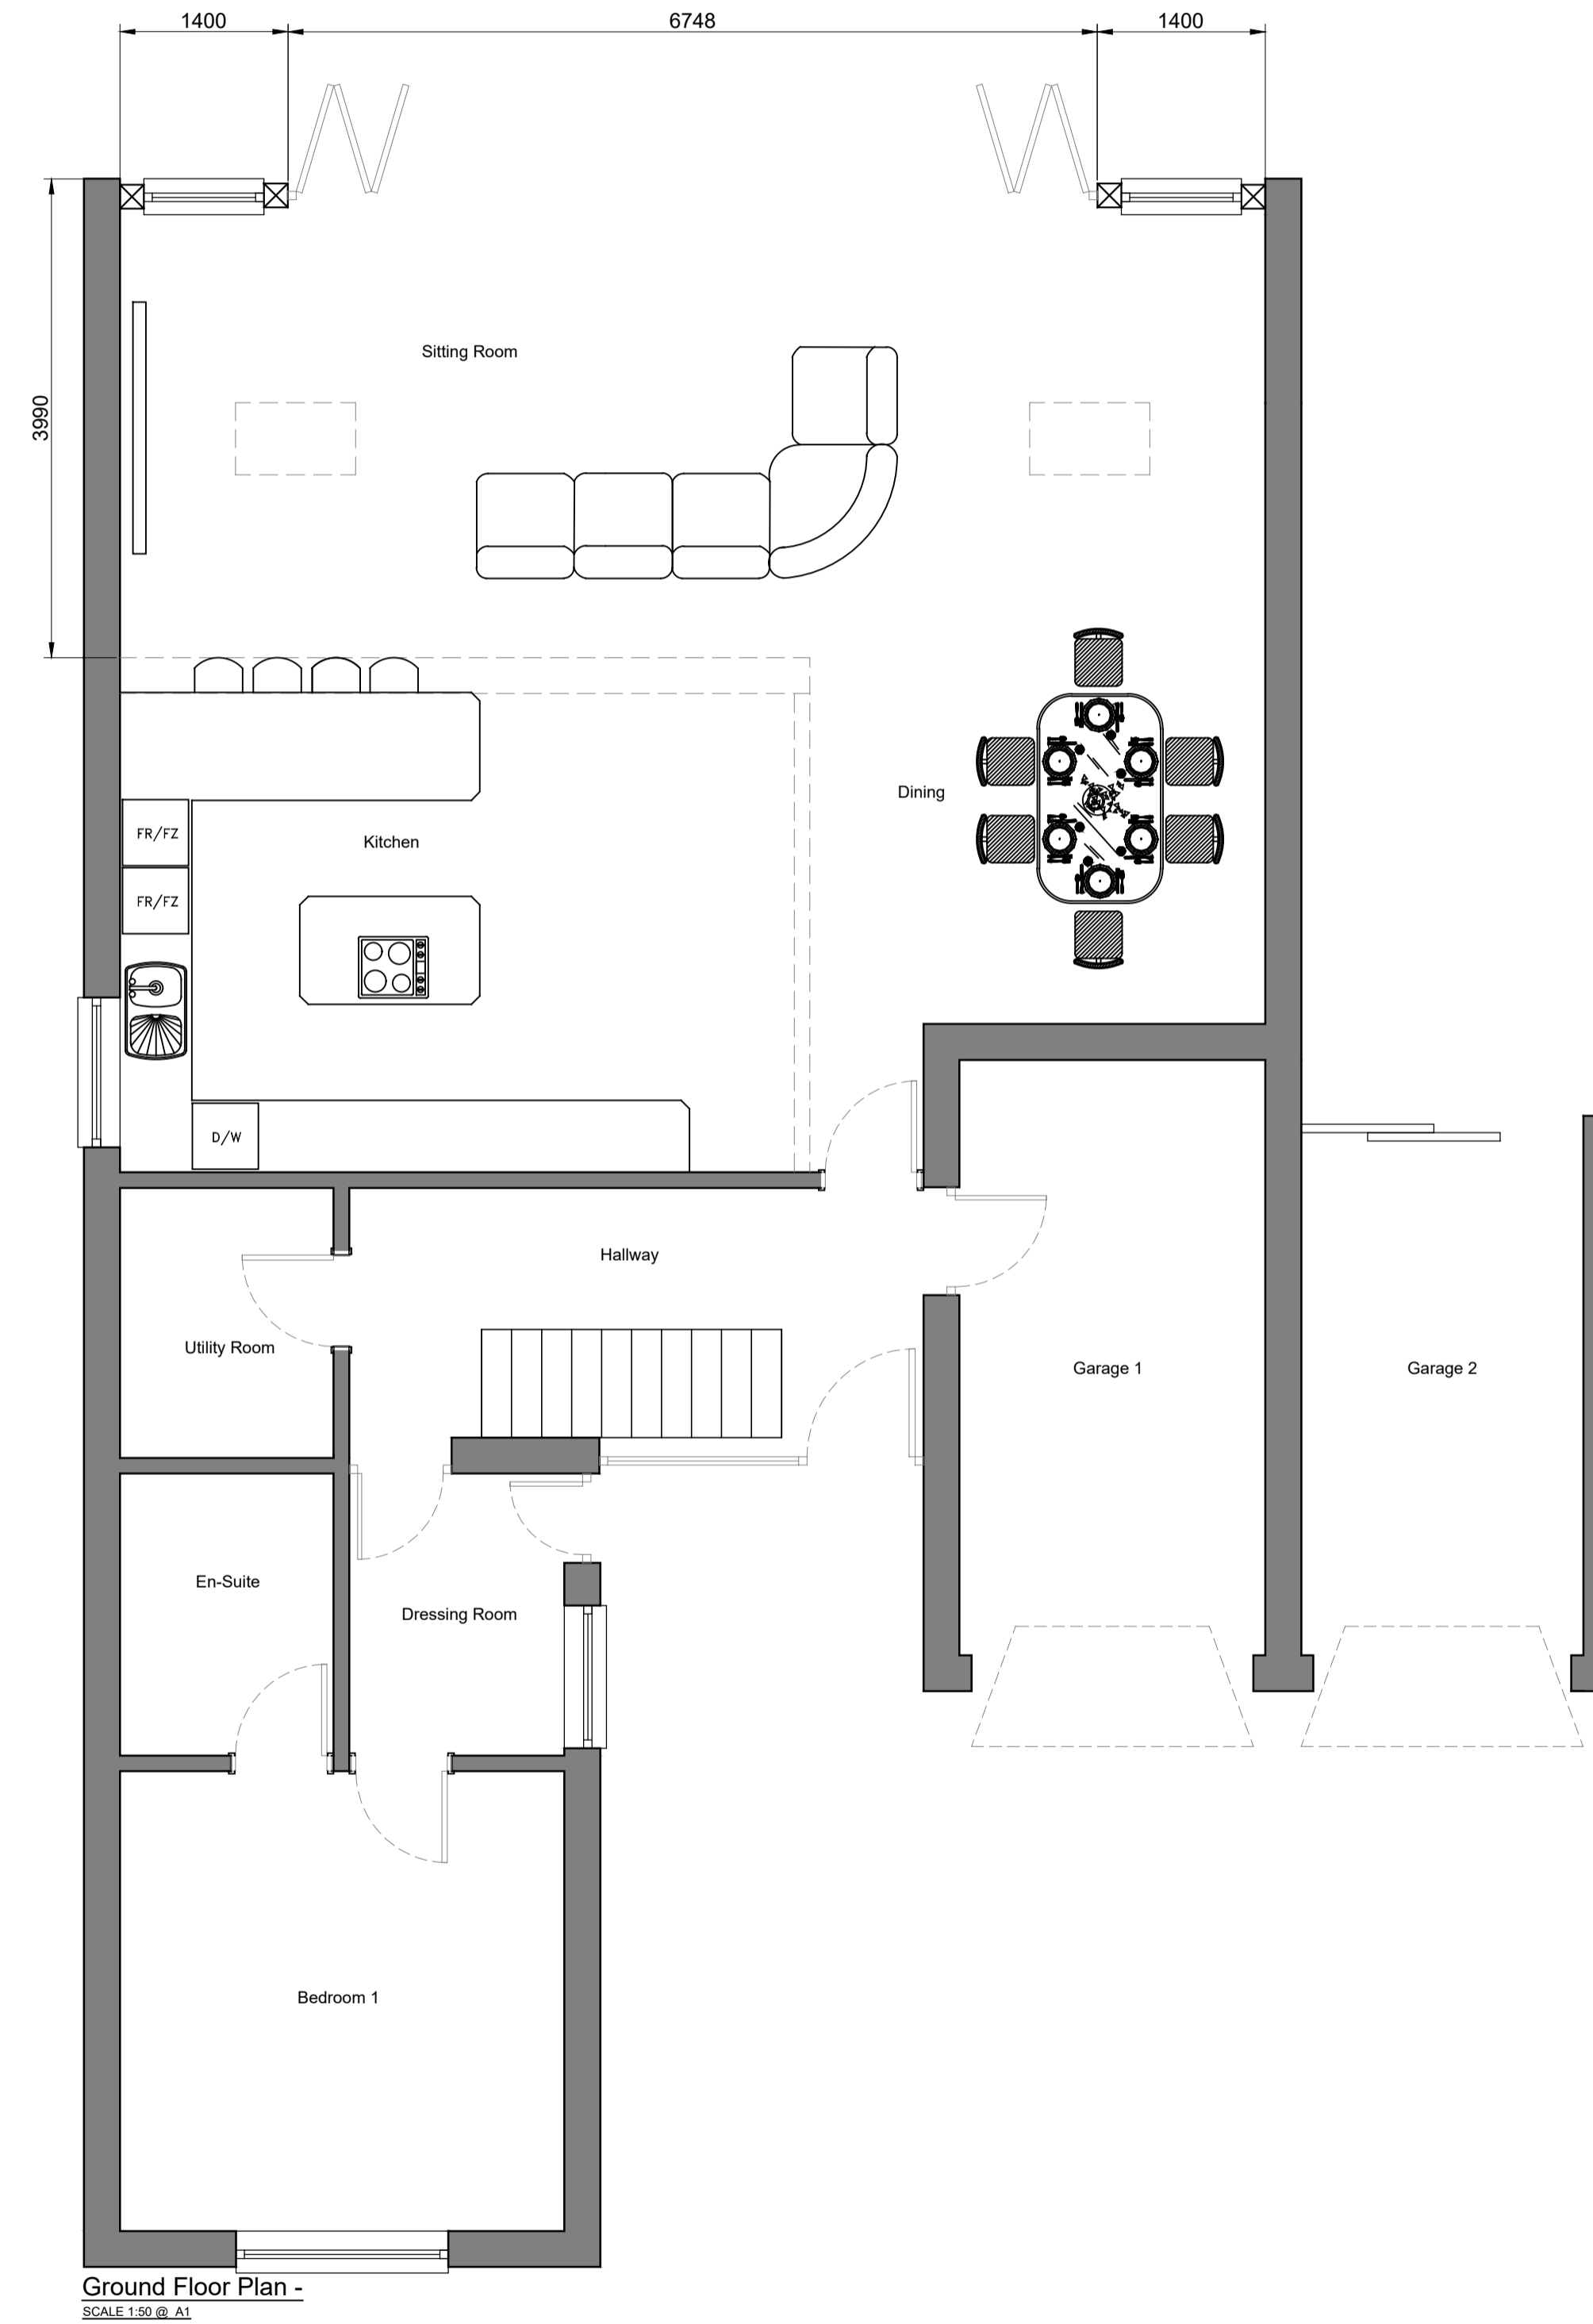 1400
6748
1400
3990
Sitting Room
Dining
FR/FZ
Kitchen
FR/FZ
D/W
Hallway
Utility Room
Garage 1
Garage 2
En-Suite
Dressing Room
Bedroom 1
Ground Floor Plan -
SCALE 1:50 @ A1